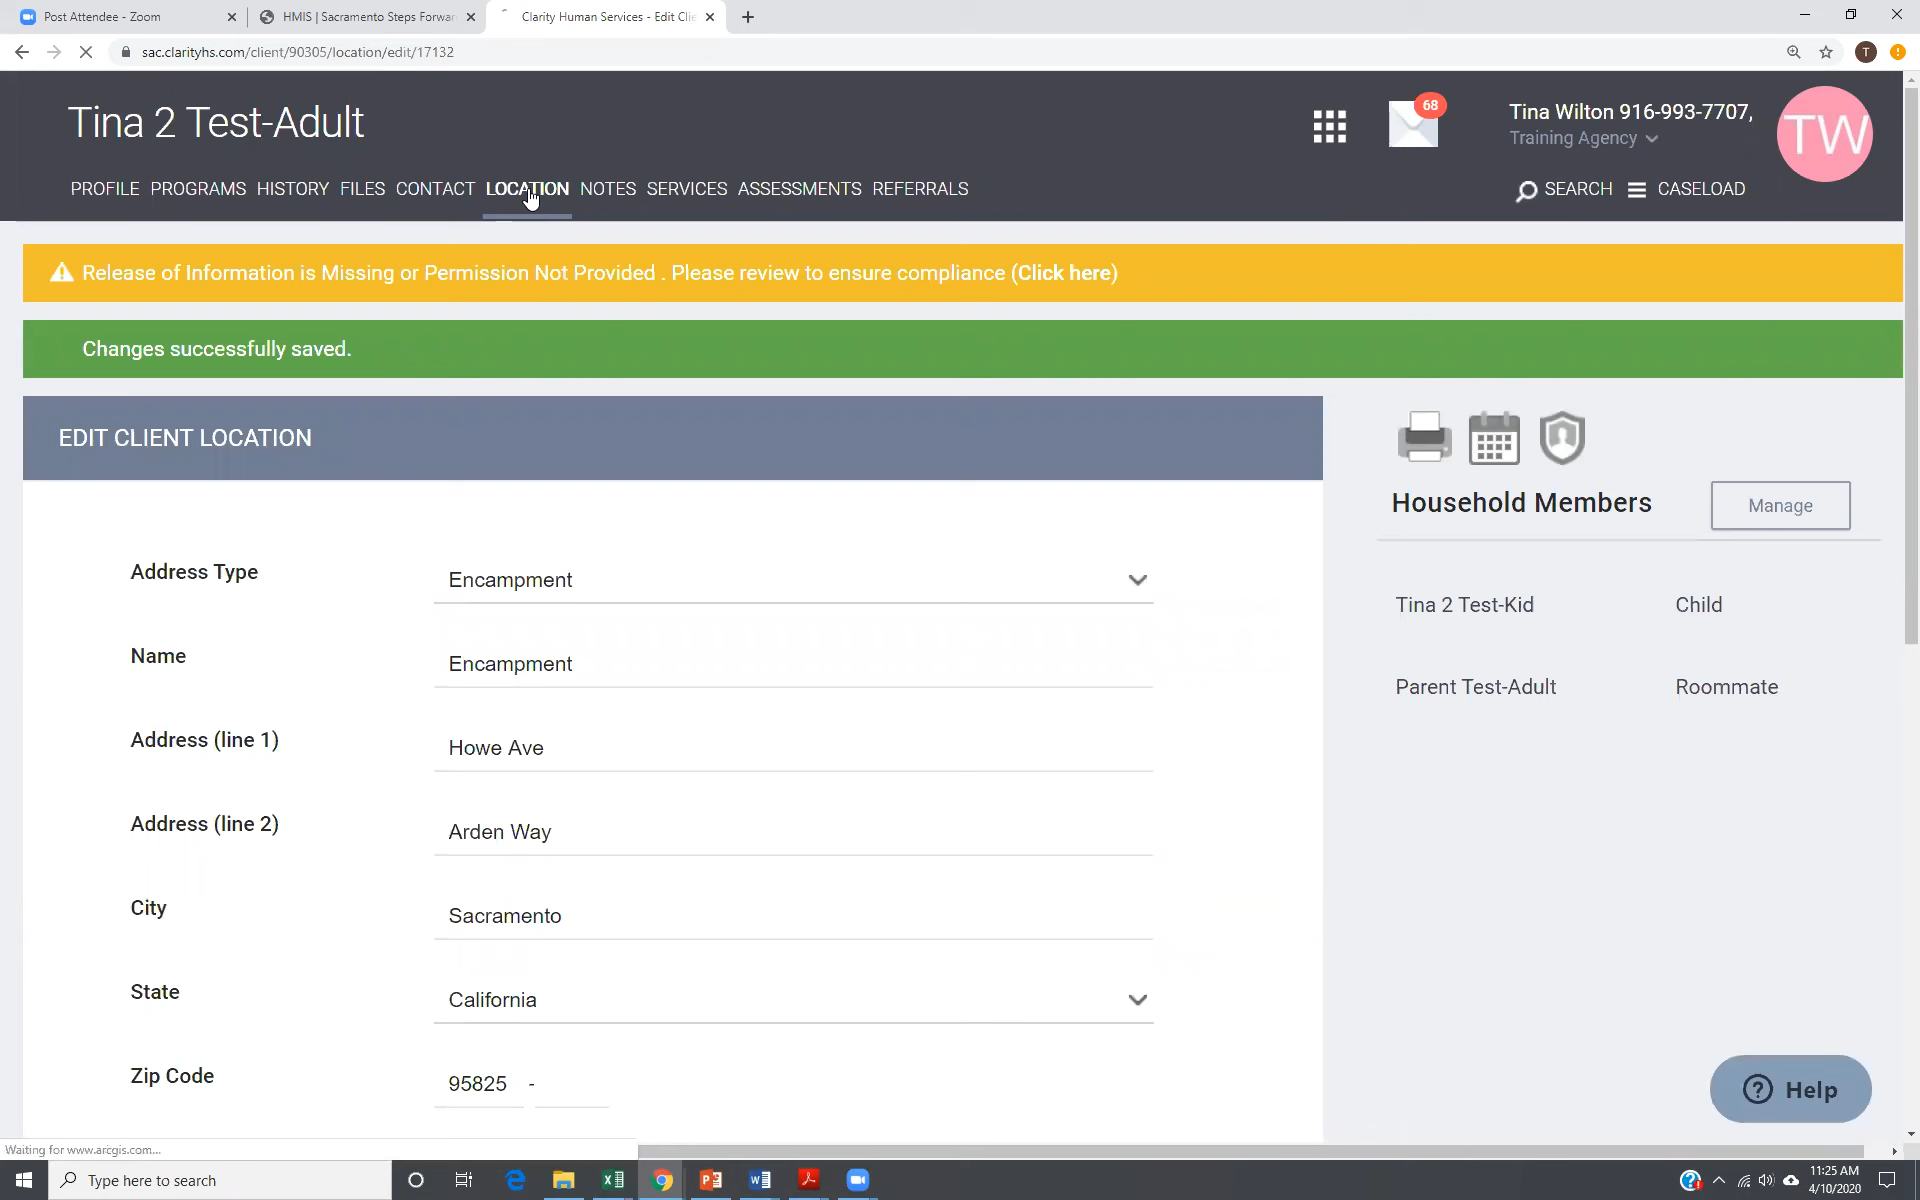 Post Attendee - Zoom
HMIS | Sacramento Steps Forwar
Clarity Human Services - Edit Clie
sac.clarityhs.com/client/90305/location/edit/17132
T
Tina 2 Test-Adult
68
Tina Wilton 916-993-7707,
Training Agency
TW
PROFILE PROGRAMS HISTORY FILES CONTACT LOCATION NOTES SERVICES ASSESSMENTS REFERRALS
SEARCH CASELOAD
Release of Information is Missing or Permission Not Provided . Please review to ensure compliance (Click here)
Changes successfully saved.
EDIT CLIENT LOCATION
Household Members
Manage
Address Type Encampment
Tina 2 Test-Kid Child
Name Encampment
Parent Test-Adult Roommate
Address (line 1) Howe Ave
Address (line 2) Arden Way
City Sacramento
State California
Zip Code 95825 -
Help
Waiting for www.arcgis.com...
Type here to search
11:25 AM
4/10/2020